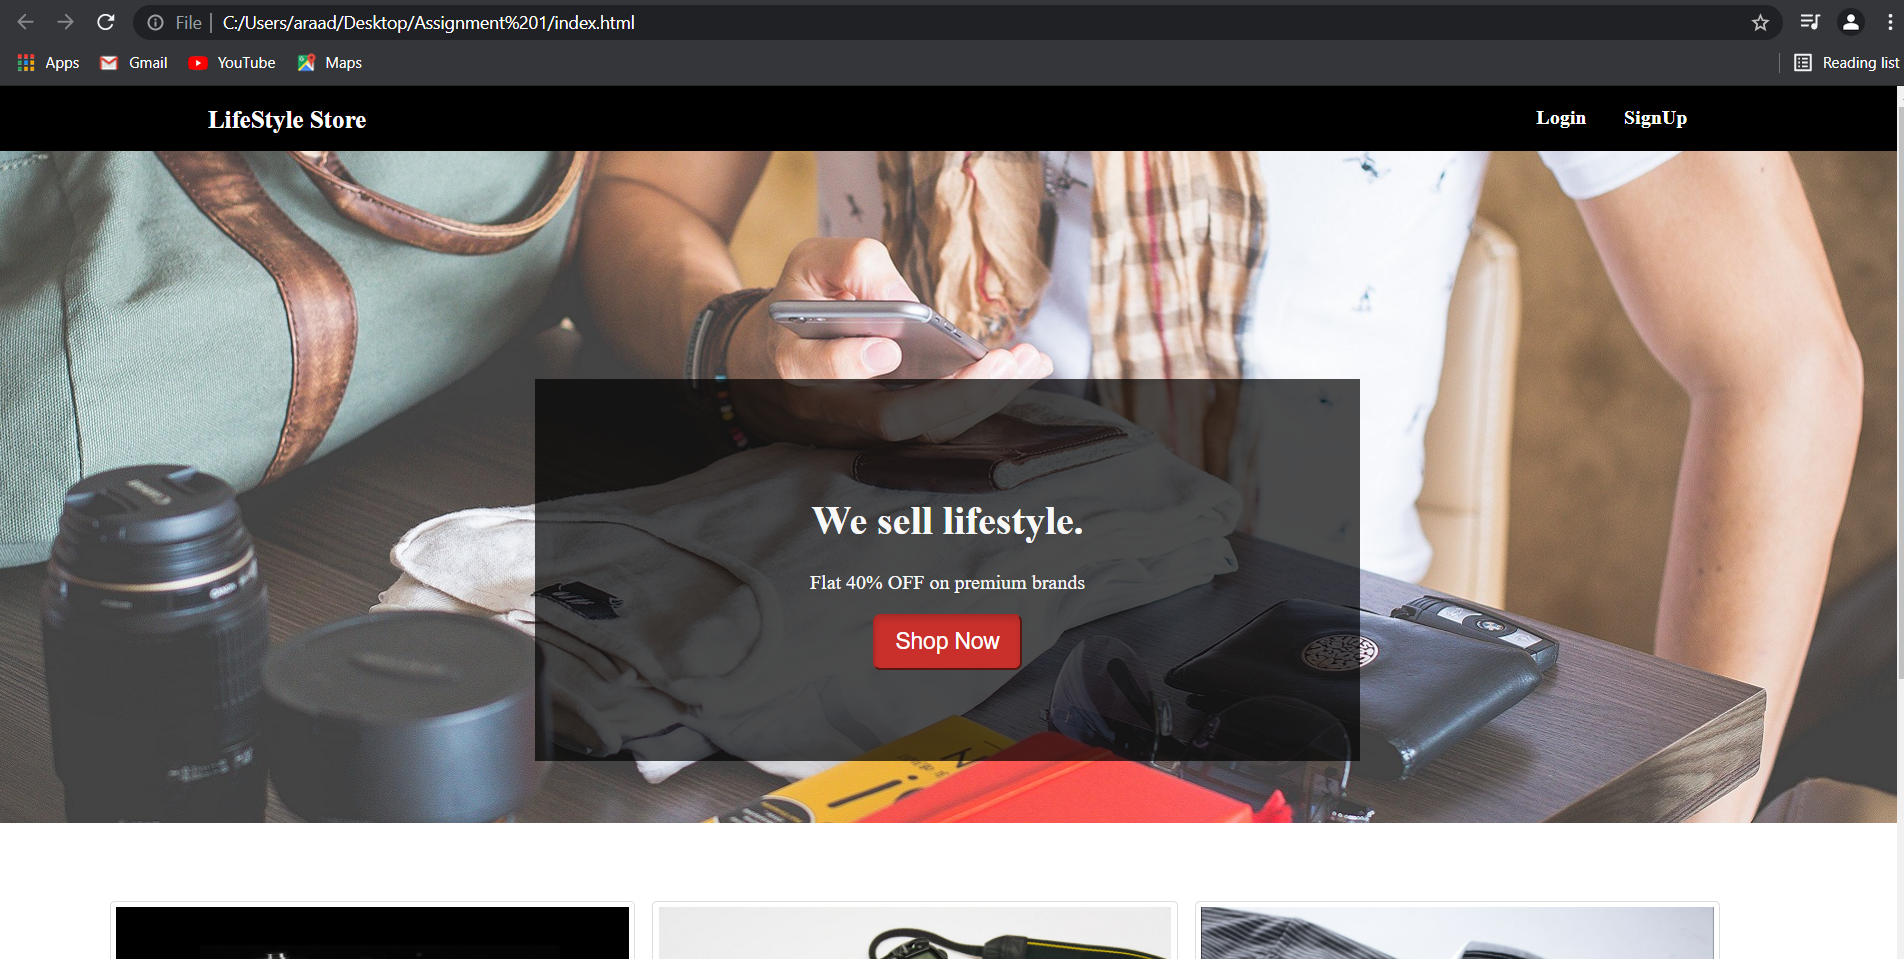 File | C:/Users/araad/Desktop/Assignment%201/index.html
Apps Gmail YouTube Maps Reading list
LifeStyle Store Login SignUp
We sell lifestyle.
Flat 40% OFF on premium brands
Shop Now